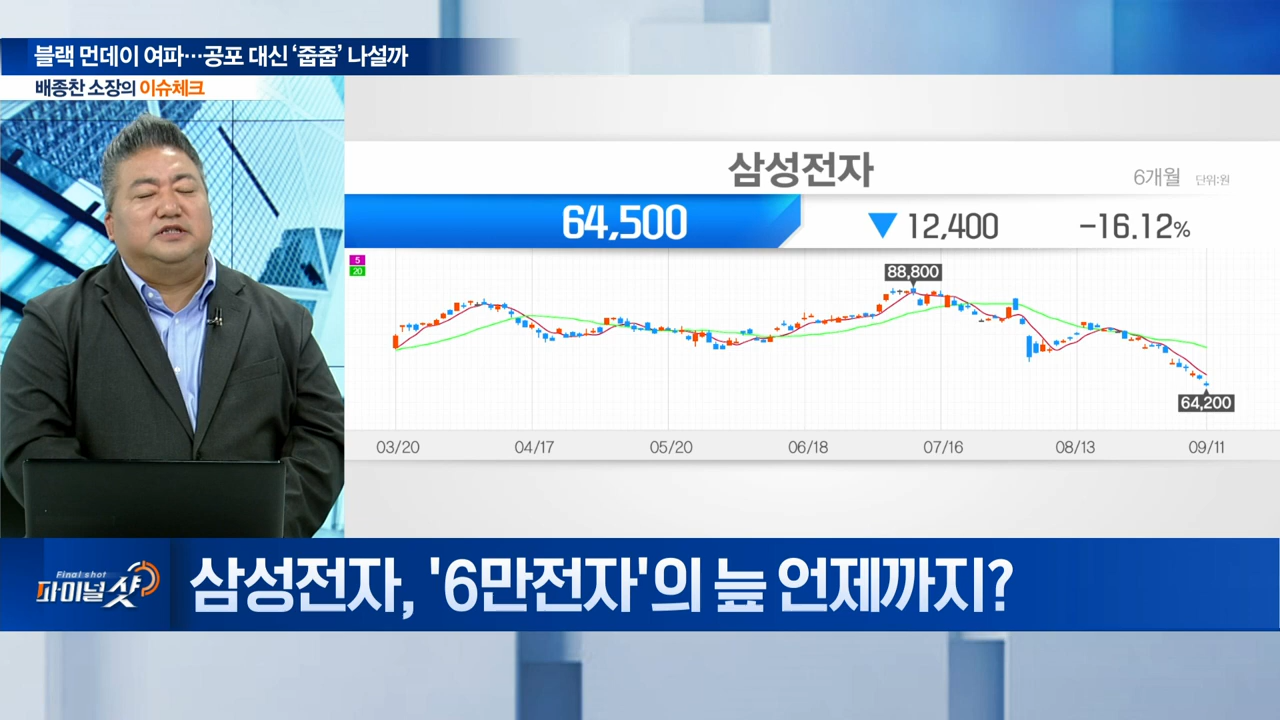 블랙 먼데이 여파…공포 대신 ‘줍줍’ 나설까
배종찬 소장의 이슈체크
삼성전자
6개월 단위:원
64,500 ▼ 12,400 -16.12%
5
20
88,800
64,200
03/20 04/17 05/20 06/18 07/16 08/13 09/11
Final shot
파이널 샷
삼성전자, '6만전자'의 늪 언제까지?